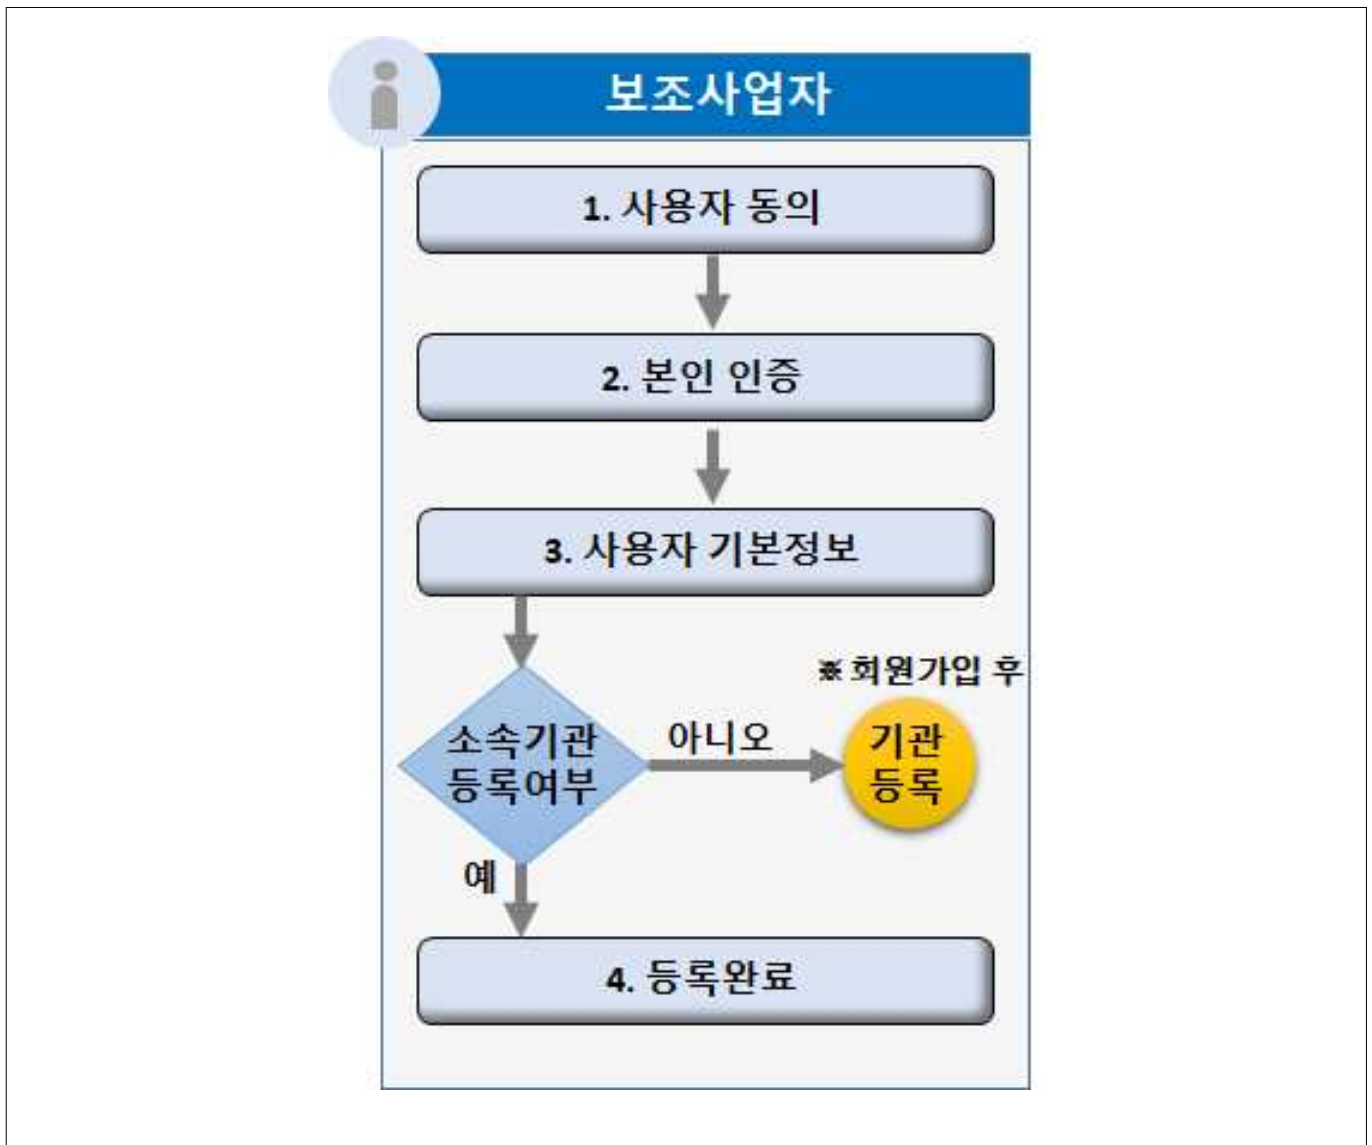 보조사업자
1. 사용자 동의
2. 본인 인증
3. 사용자 기본정보
※ 회원가입 후
소속기관
등록여부
아니오
기관
등록
예
4. 등록완료